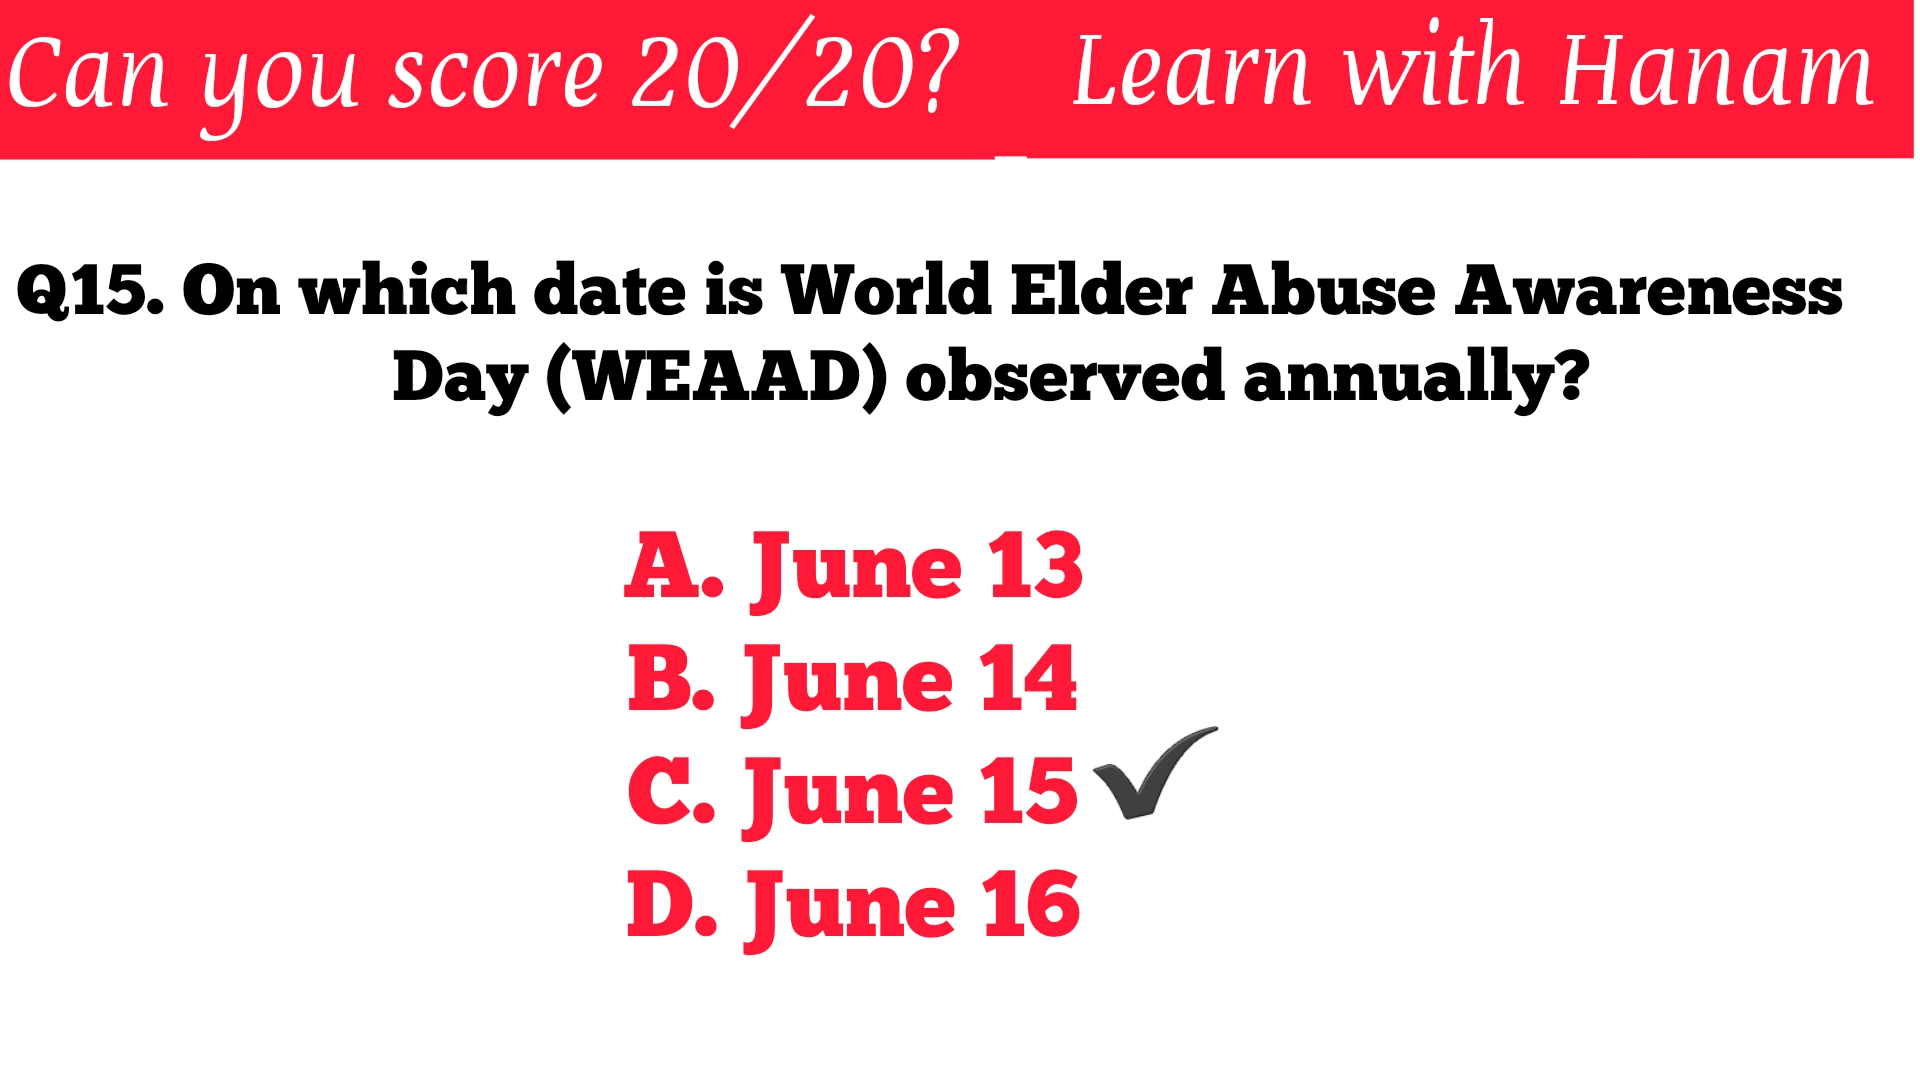 Can you score 20/20? Learn with Hanam
Q15. On which date is World Elder Abuse Awareness
Day (WEAAD) observed annually?
A. June 13
B. June 14
C. June 15
D. June 16